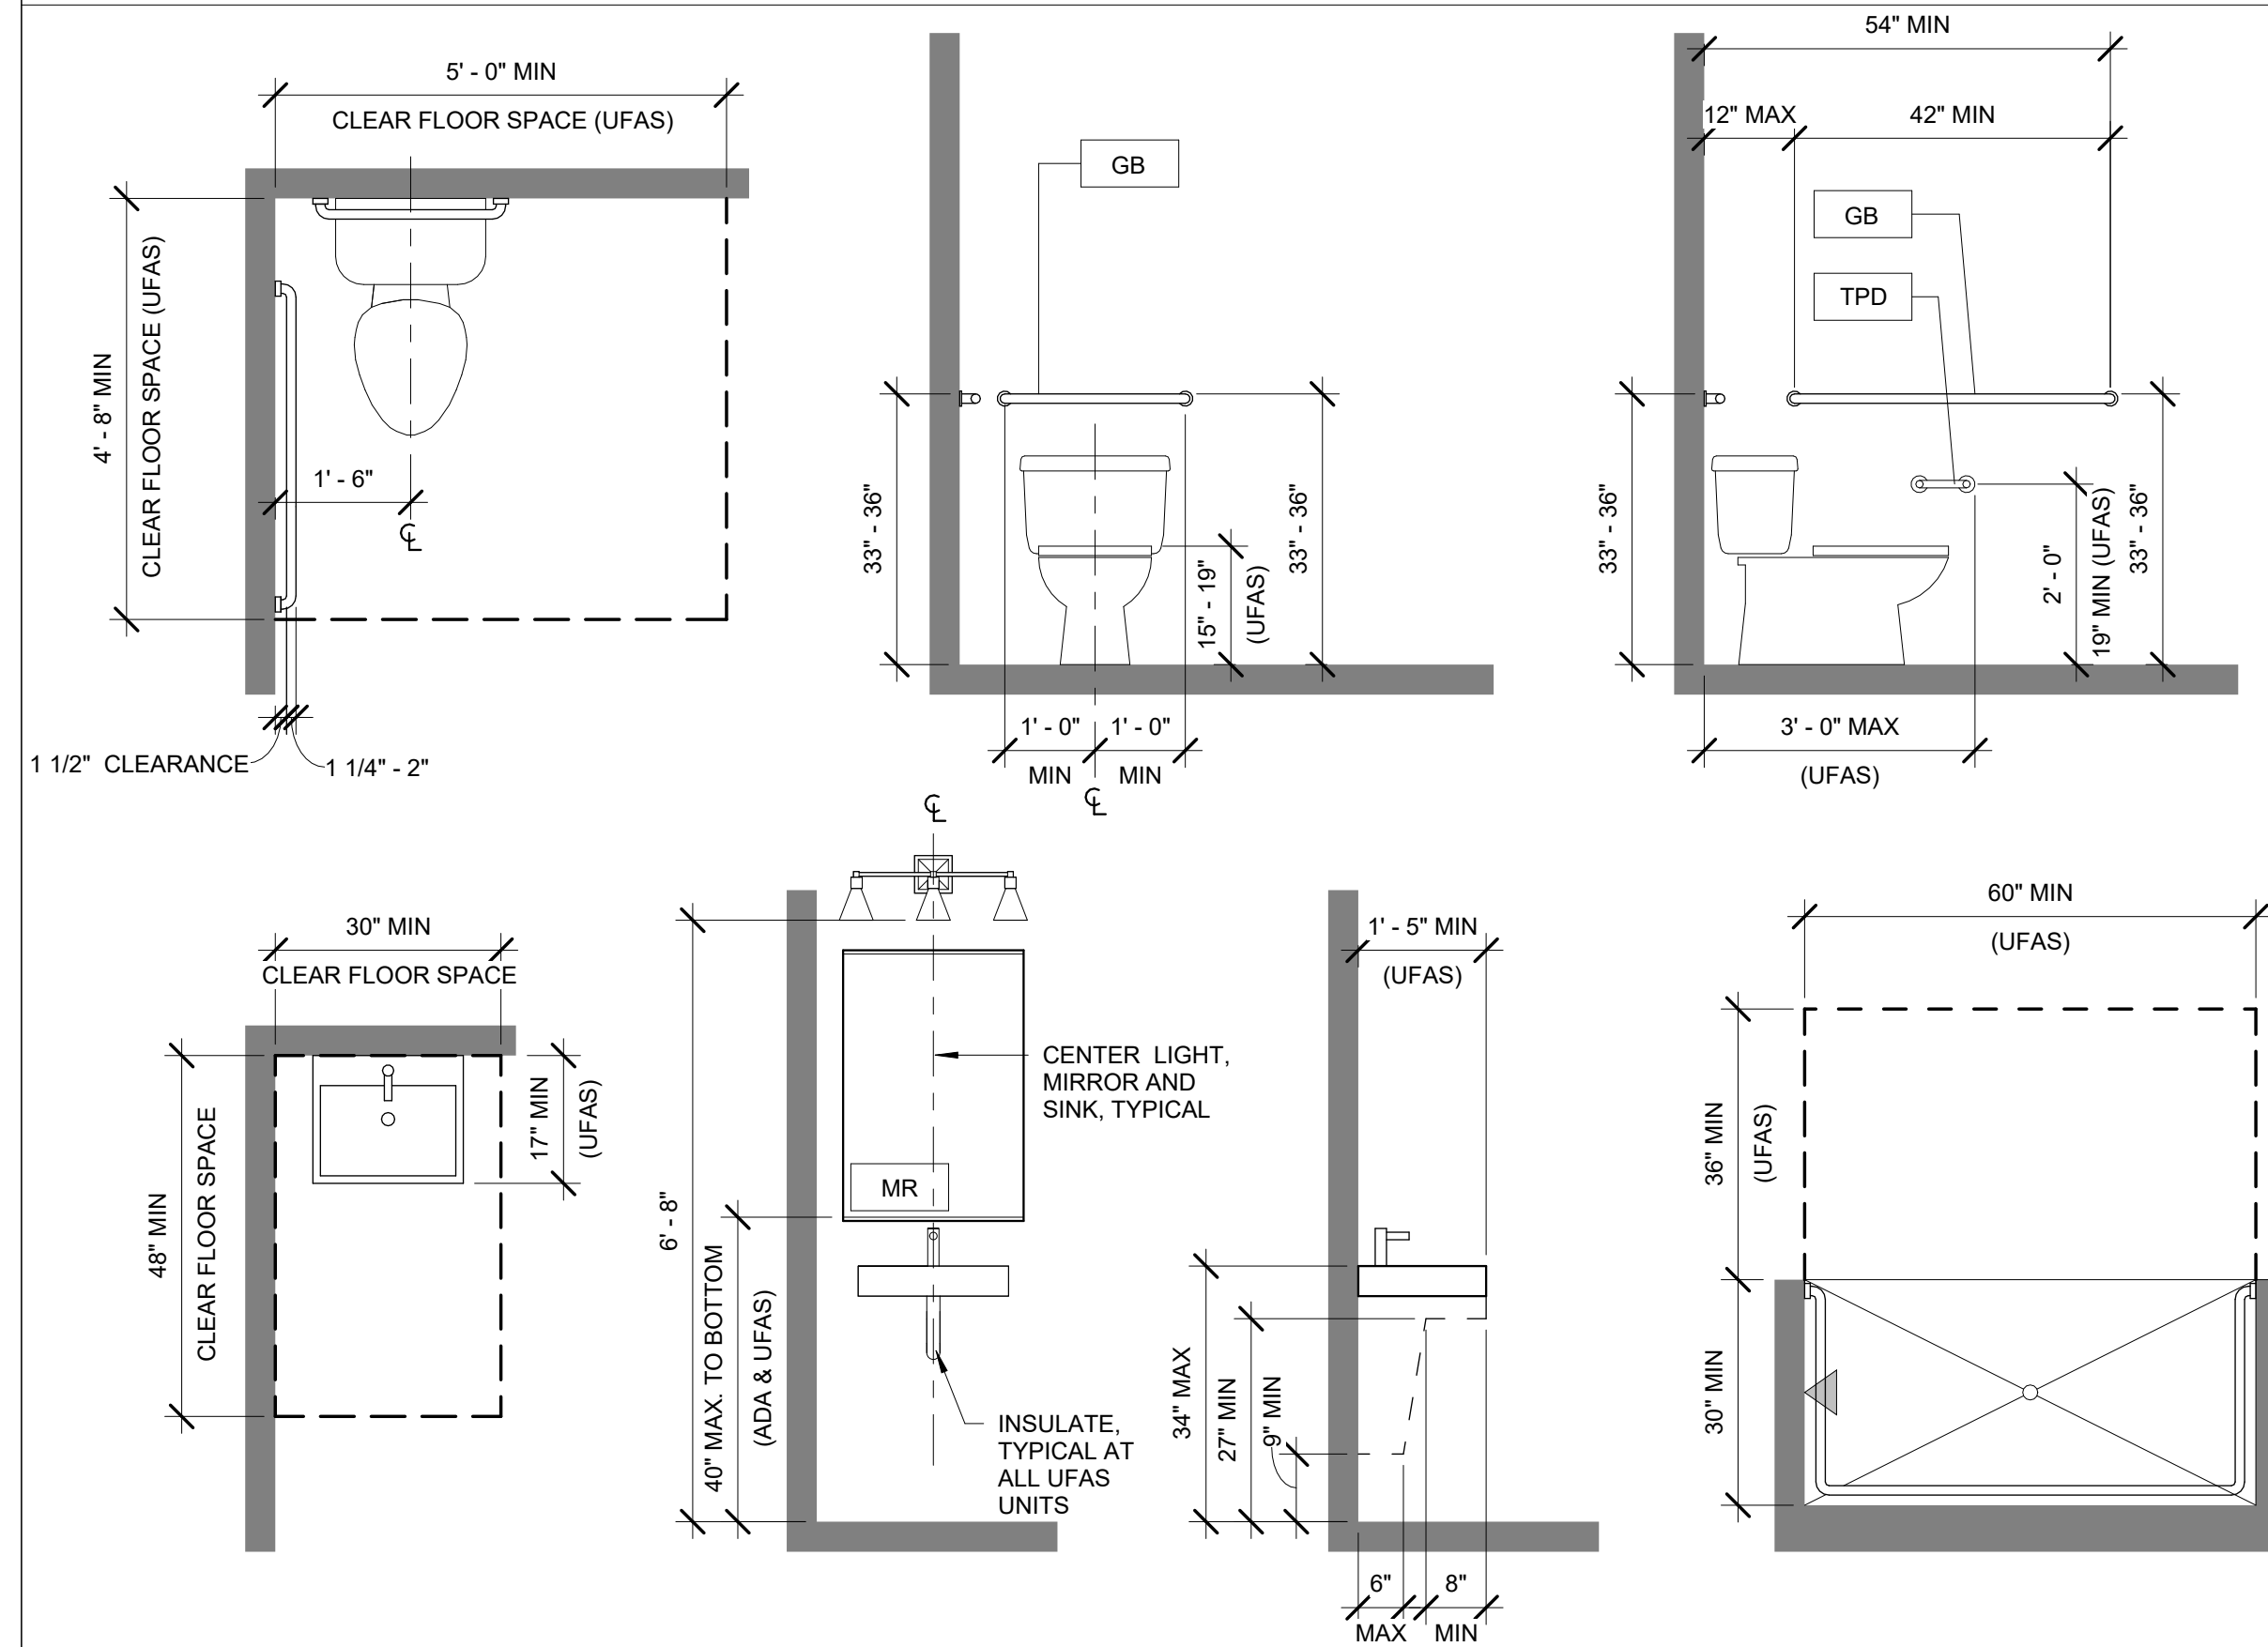 5' - 0" MIN
CLEAR FLOOR SPACE (UFAS)
4' - 8" MIN
CLEAR FLOOR SPACE (UFAS)
1' - 6"
℄
1 1/2" CLEARANCE
1 1/4" - 2"
GB
33" - 36"
15" - 19"
(UFAS)
33" - 36"
1' - 0"
MIN
1' - 0"
MIN
℄
54" MIN
12" MAX
42" MIN
GB
TPD
33" - 36"
2' - 0"
19" MIN (UFAS)
33" - 36"
3' - 0" MAX
(UFAS)
30" MIN
CLEAR FLOOR SPACE
48" MIN
CLEAR FLOOR SPACE
17" MIN
(UFAS)
℄
6' - 8"
40" MAX. TO BOTTOM
(ADA & UFAS)
MR
CENTER LIGHT,
MIRROR AND
SINK, TYPICAL
INSULATE,
TYPICAL AT
ALL UFAS
UNITS
1' - 5" MIN
(UFAS)
34" MAX
27" MIN
9" MIN
6"
MAX
8"
MIN
60" MIN
(UFAS)
36" MIN
(UFAS)
30" MIN